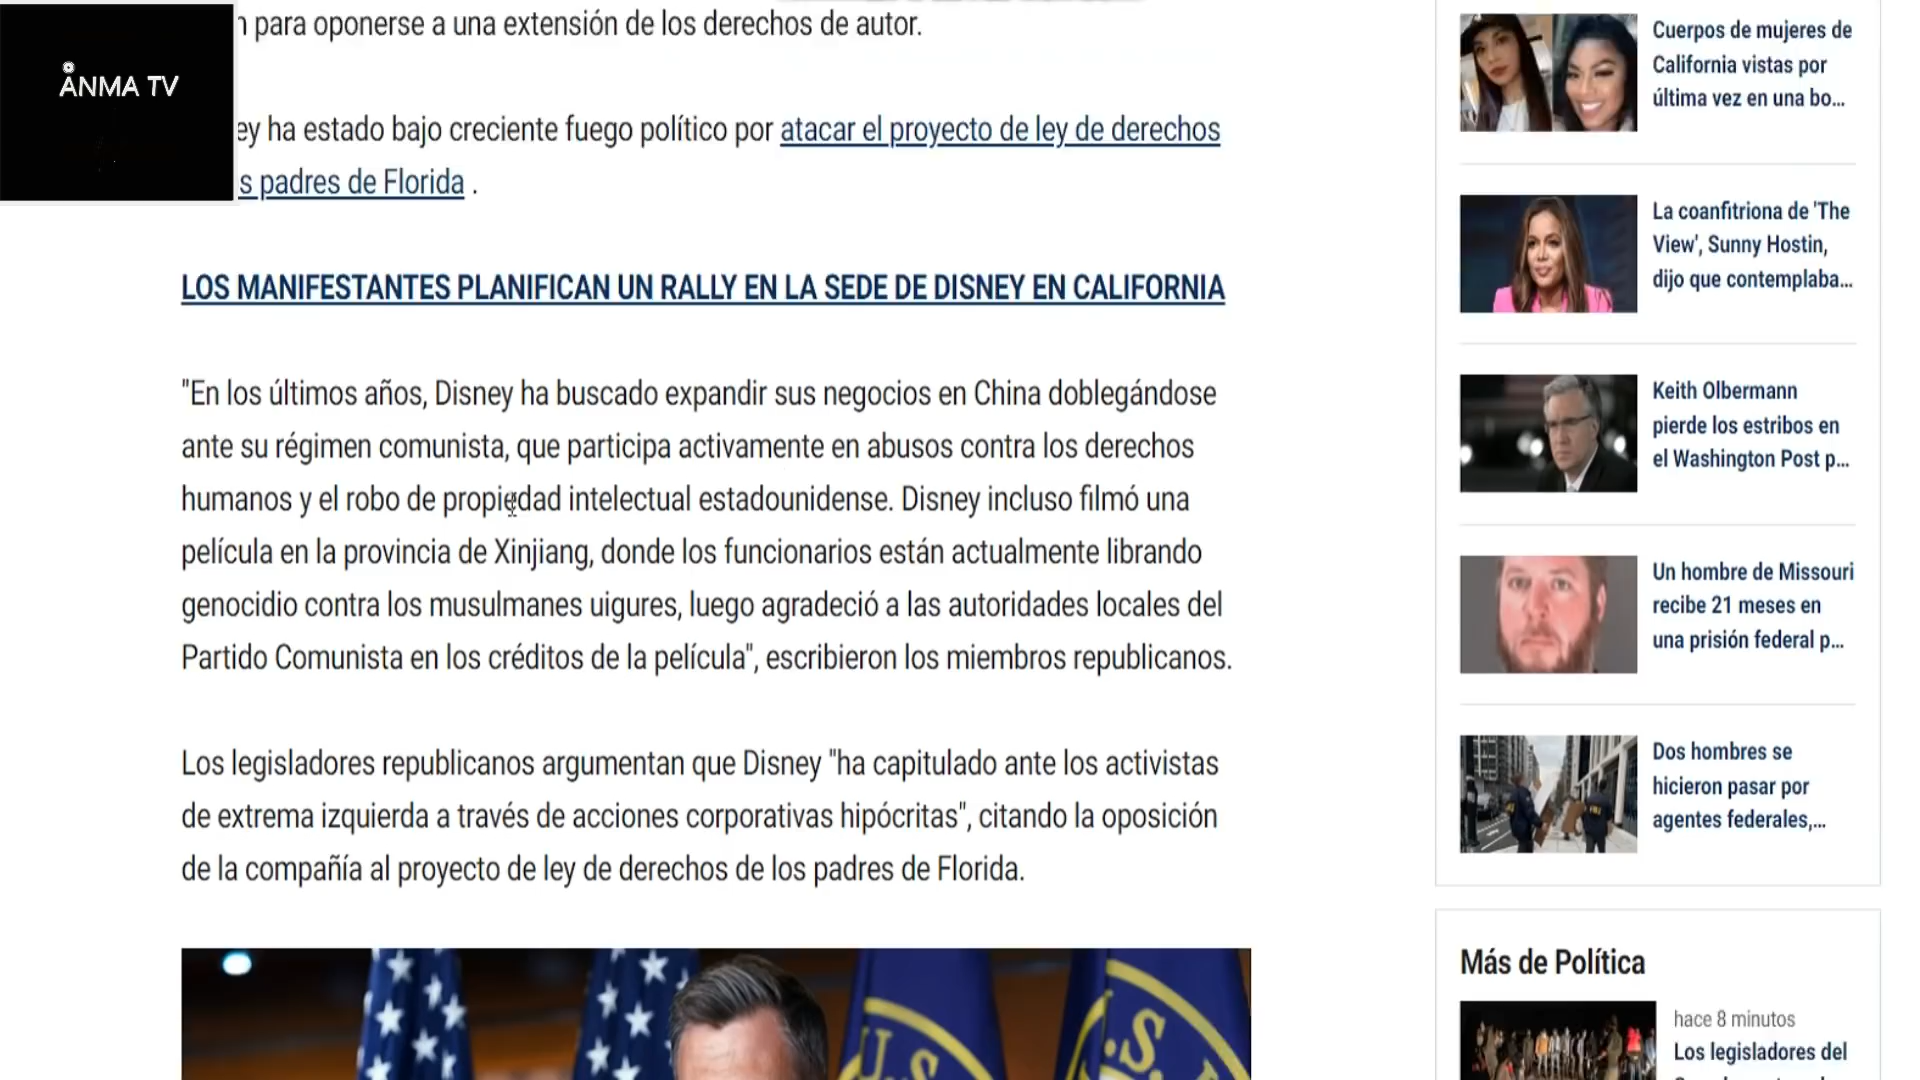 ANMA TV
para oponerse a una extensión de los derechos de autor.
ey ha estado bajo creciente fuego político por atacar el proyecto de ley de derechos
s padres de Florida .
LOS MANIFESTANTES PLANIFICAN UN RALLY EN LA SEDE DE DISNEY EN CALIFORNIA
"En los últimos años, Disney ha buscado expandir sus negocios en China doblegándose
ante su régimen comunista, que participa activamente en abusos contra los derechos
humanos y el robo de propiedad intelectual estadounidense. Disney incluso filmó una
película en la provincia de Xinjiang, donde los funcionarios están actualmente librando
genocidio contra los musulmanes uigures, luego agradeció a las autoridades locales del
Partido Comunista en los créditos de la película", escribieron los miembros republicanos.
Los legisladores republicanos argumentan que Disney "ha capitulado ante los activistas
de extrema izquierda a través de acciones corporativas hipócritas", citando la oposición
de la compañía al proyecto de ley de derechos de los padres de Florida.
Cuerpos de mujeres de
California vistas por
última vez en una bo...
La coanfitriona de 'The
View', Sunny Hostin,
dijo que contemplaba...
Keith Olbermann
pierde los estribos en
el Washington Post p...
Un hombre de Missouri
recibe 21 meses en
una prisión federal p...
Dos hombres se
hicieron pasar por
agentes federales,...
Más de Política
hace 8 minutos
Los legisladores del